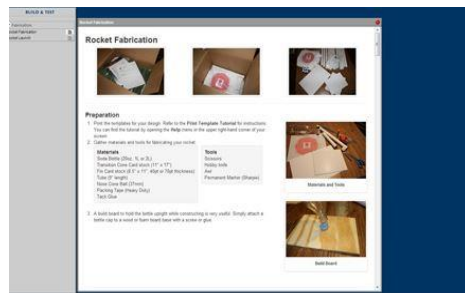 BUILD & TEST
Rocket Fabrication
Rocket Fabrication
Rocket Launch
Rocket Fabrication
Preparation
1. Print the templates for your design. Refer to the Print Template Tutorial for instructions.
You can find the tutorial by opening the Help menu in the upper right-hand corner of your
screen.
2. Gather materials and tools for fabricating your rocket:
Materials
Soda Bottle (20oz, 1L or 2L)
Transition Cone Card stock (11" x 17")
Fin Card stock (8.5" x 11",
Tube (9" length)
Nose Cone Ball (37mm)
Packing Tape (Heavy Duty)
Tack Glue
Tools
Scissors
Hobby knife
Awl
Permanent Marker (Sharpie)
Materials and Tools
3. A build board to hold the bottle upright while constructing is very useful. Simply attach a
bottle cap to a wood or foam board base with a screw or glue.
Build Board